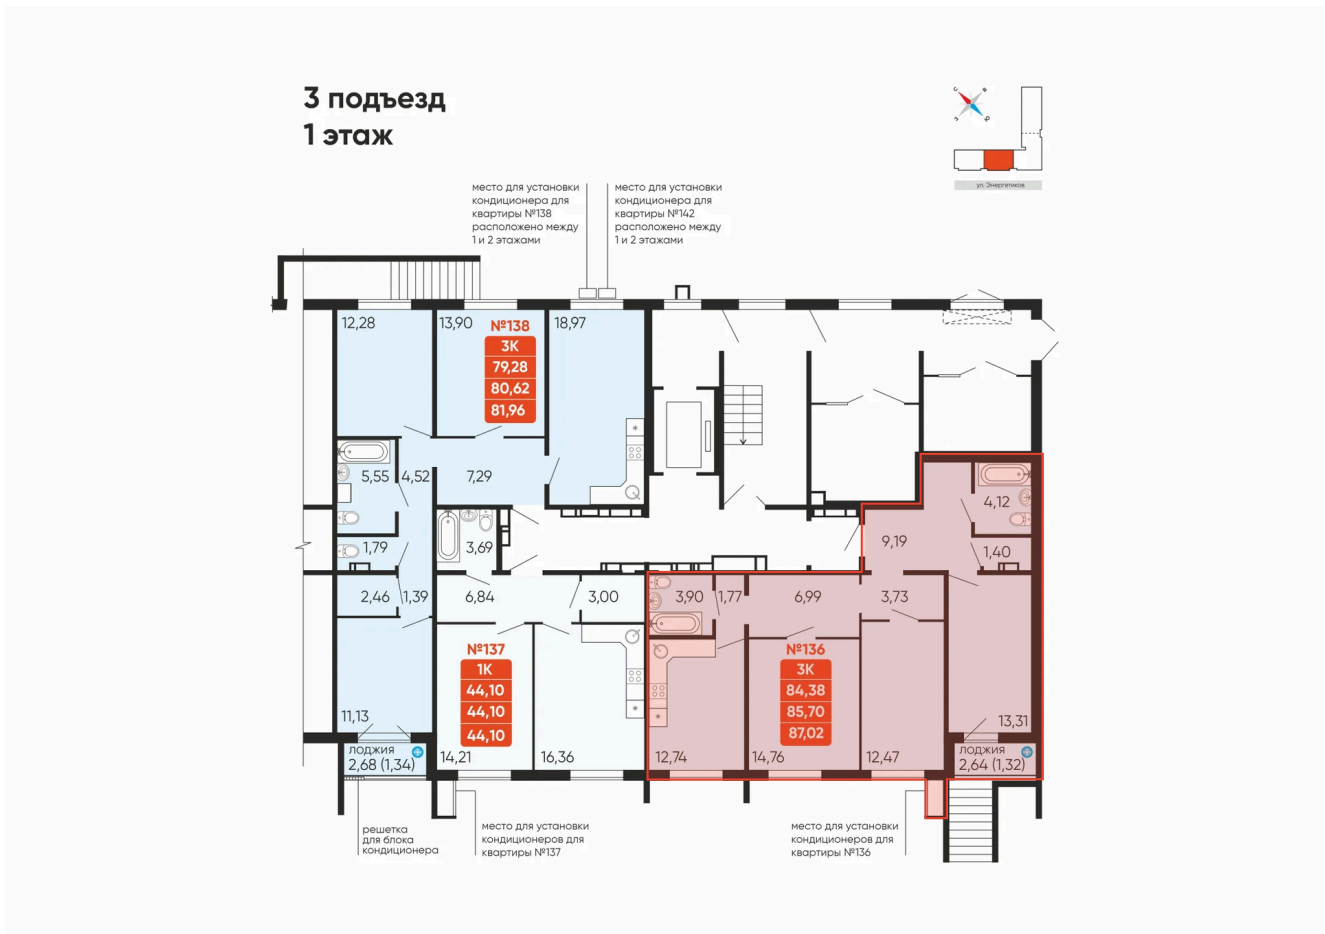 3 подъезд
1 этаж
С
В
З
Ю
ул. Энергетиков
место для установки
кондиционера для
квартиры №138
расположено между
1 и 2 этажами
место для установки
кондиционера для
квартиры №142
расположено между
1 и 2 этажами
12,28
13,90
№138
3К
79,28
80,62
81,96
18,97
5,55
4,52
7,29
1,79
3,69
2,46
1,39
6,84
3,00
11,13
№137
1К
44,10
44,10
44,10
14,21
16,36
ЛОДЖИЯ
2,68 (1,34)
4,12
9,19
1,40
3,90
1,77
6,99
3,73
№136
3К
84,38
85,70
87,02
12,74
14,76
12,47
13,31
ЛОДЖИЯ
2,64 (1,32)
решетка
для блока
кондиционера
место для установки
кондиционеров для
квартиры №137
место для установки
кондиционеров для
квартиры №136